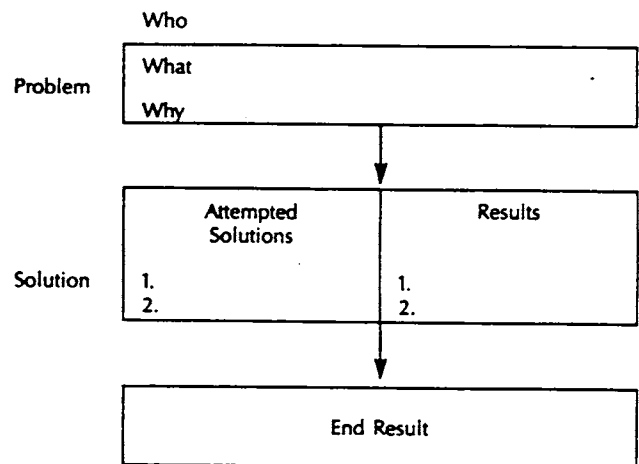 Who
Problem
What
Why
Attempted
Solutions
Results
Solution
1.
2.
1.
2.
End Result